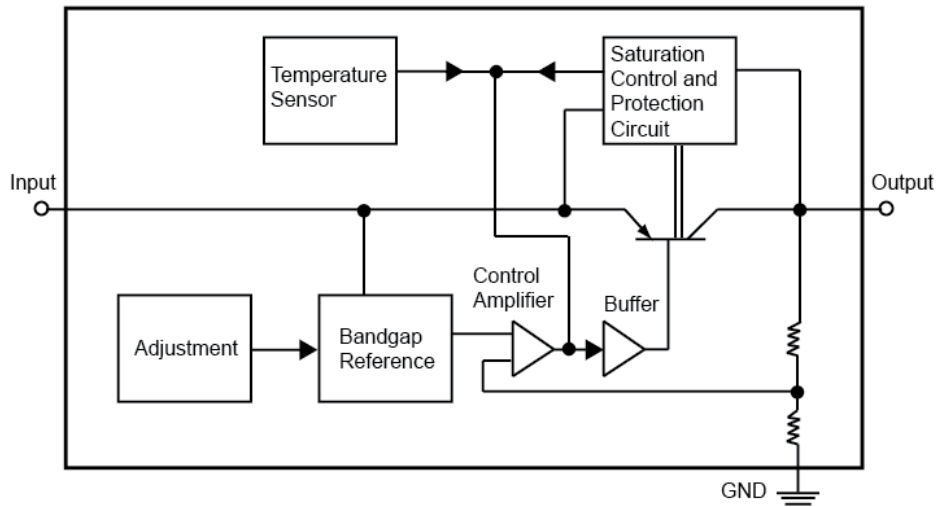 Temperature
Sensor
Saturation
Control and
Protection
Circuit
Input
Output
Control
Amplifier
Buffer
Adjustment
Bandgap
Reference
GND